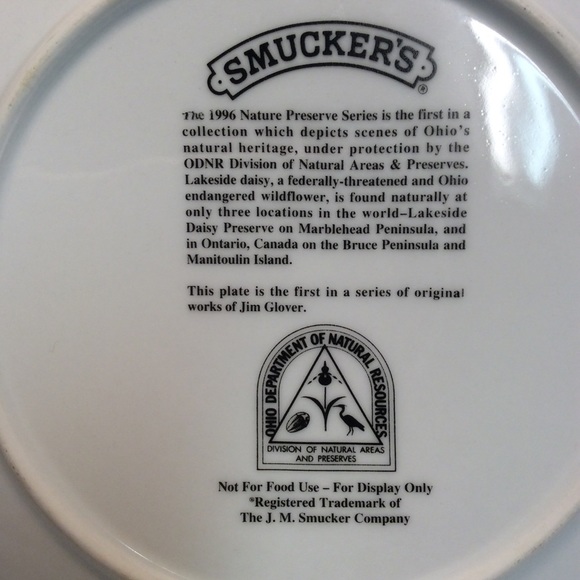 SMUCKER'S®
The 1996 Nature Preserve Series is the first in a
collection which depicts scenes of Ohio's
natural heritage, under protection by the
ODNR Division of Natural Areas & Preserves.
Lakeside daisy, a federally-threatened and Ohio
endangered wildflower, is found naturally at
only three locations in the world–Lakeside
Daisy Preserve on Marblehead Peninsula, and
in Ontario, Canada on the Bruce Peninsula and
Manitoulin Island.
This plate is the first in a series of original
works of Jim Glover.
OHIO DEPARTMENT OF NATURAL RESOURCES
DIVISION OF NATURAL AREAS
AND PRESERVES
Not For Food Use – For Display Only
®Registered Trademark of
The J. M. Smucker Company